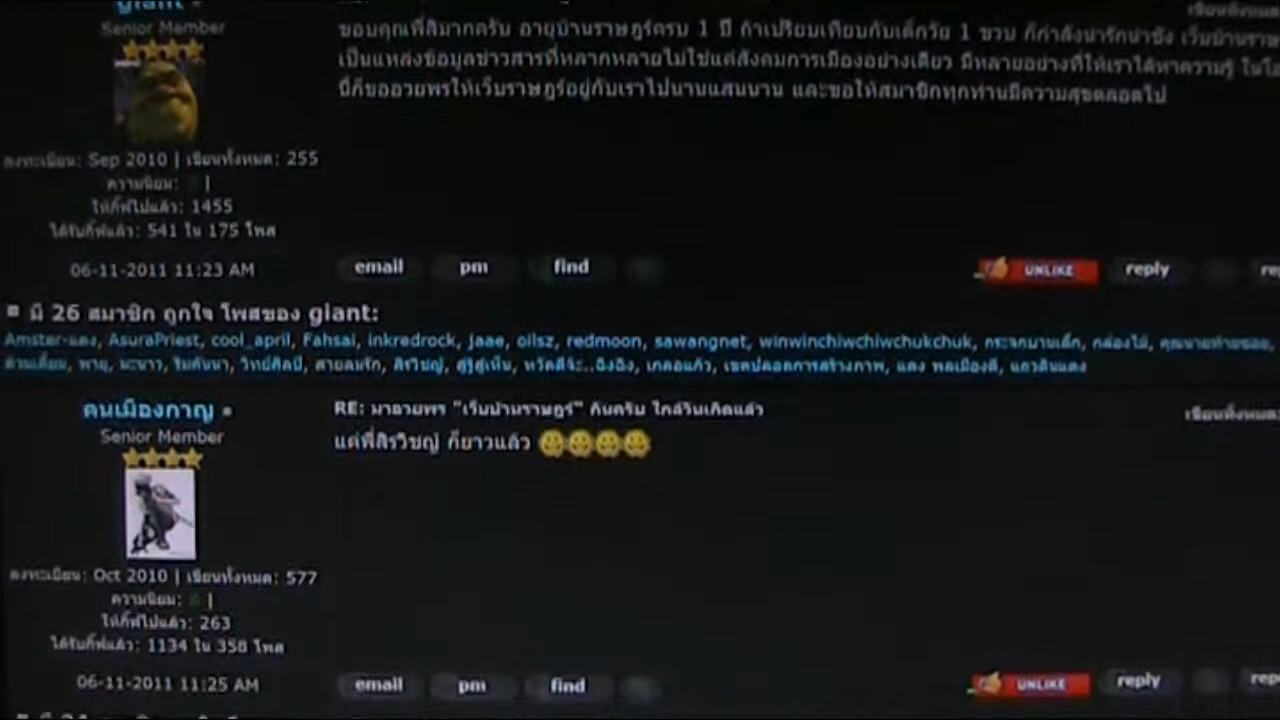 giant
Senior Member
ขอบคุณพี่สิมากครับ อายุบ้านราษฎร์ครบ 1 ปี ถ้าเปรียบเทียบกับเด็กวัย 1 ขวบ ก็กำลังน่ารักน่าชัง เว็บบ้านราษ
เป็นแหล่งข้อมูลข่าวสารที่หลากหลายไม่ใช่แต่สังคมการเมืองอย่างเดียว มีหลายอย่างที่ให้เราได้หาความรู้
นี้ก็ขออวยพรให้เว็บราษฎร์อยู่กับเราไปนานแสนนาน และขอให้สมาชิกทุกท่านมีความสุขตลอดไป
ลงทะเบียน: Sep 2010 | เขียนทั้งหมด: 255
ความนิยม: |
ให้กิ๊ฟไปแล้ว: 1455
ได้รับกิ๊ฟแล้ว: 541 ใน 175 โพส
06-11-2011 11:23 AM
email pm find UNLIKE reply
มี 26 สมาชิก ถูกใจ โพสของ giant:
Amster-แดง, AsuraPriest, cool_april, Fahsai, inkredrock, jaae, oilsz, redmoon, sawangnet, winwinchiwchiwchukchuk, กระจกบานเล็ก, กล่องไม้,
พายุ, มะนาว, ริมคันนา, วิทย์ศิลป์, สายลมรัก, สิรวิชญ์, สู้รู้สู้เห็น, หวัดดีจ้ะ..ฉิงฉิง, เกลอแก้ว, เขตปลอดการสร้างภาพ, แดง พลเมืองดี, แถวดินแดง
คนเมืองกาญ
Senior Member
RE: มาอวยพร "เว็บบ้านราษฎร์" กันครับ ใกล้วันเกิดแล้ว
แค่พี่สิรวิชญ์ ก็ยาวแล้ว
ลงทะเบียน: Oct 2010 | เขียนทั้งหมด: 577
ความนิยม: |
ให้กิ๊ฟไปแล้ว: 263
ได้รับกิ๊ฟแล้ว: 1134 ใน 358 โพส
06-11-2011 11:25 AM
email pm find UNLIKE reply